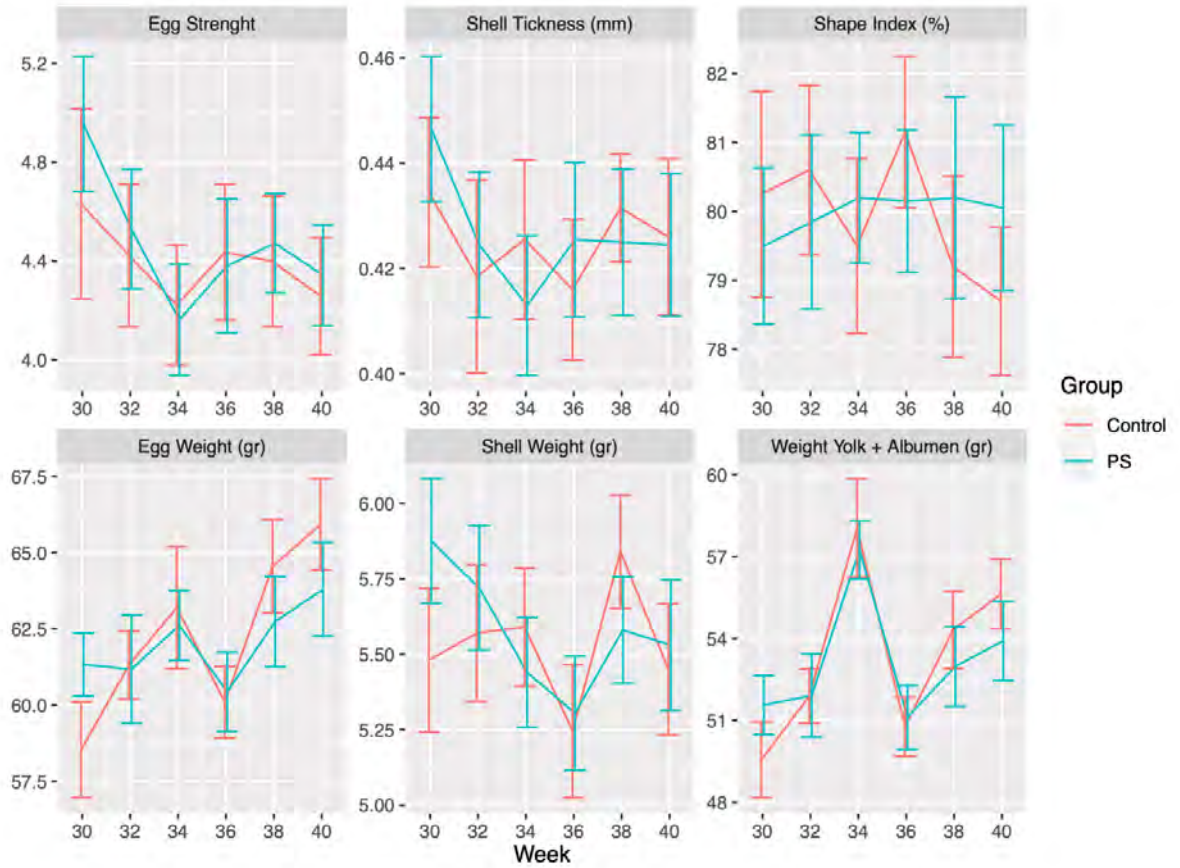 Egg Strenght
Shell Tickness (mm)
Shape Index (%)
5.2
4.8
4.4
4.0
0.46
0.44
0.42
0.40
82
81
80
79
78
30 32 34 36 38 40
30 32 34 36 38 40
30 32 34 36 38 40
Egg Weight (gr)
Shell Weight (gr)
Weight Yolk + Albumen (gr)
67.5
65.0
62.5
60.0
57.5
6.00
5.75
5.50
5.25
5.00
60
57
54
51
48
30 32 34 36 38 40
30 32 34 36 38 40
30 32 34 36 38 40
Week
Group
Control
PS